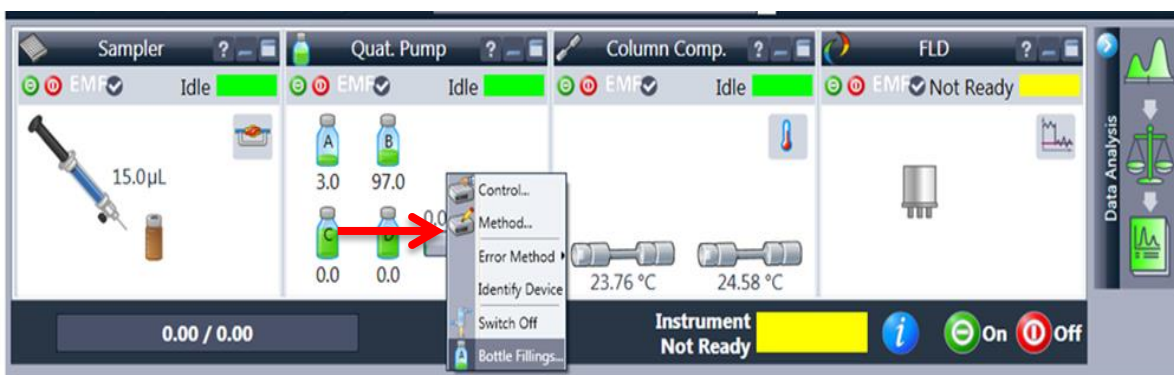 Sampler ?
EMF Idle
15.0µL
Quat. Pump ?
EMF Idle
A B
3.0 97.0
C D
0.0 0.0
0.0
Control...
Method...
Error Method
Identify Device
Switch Off
Bottle Fillings...
Column Comp. ?
EMF Idle
23.76 °C 24.58 °C
FLD ?
EMF Not Ready
Data Analysis
0.00 / 0.00
Instrument
Not Ready
i On Off